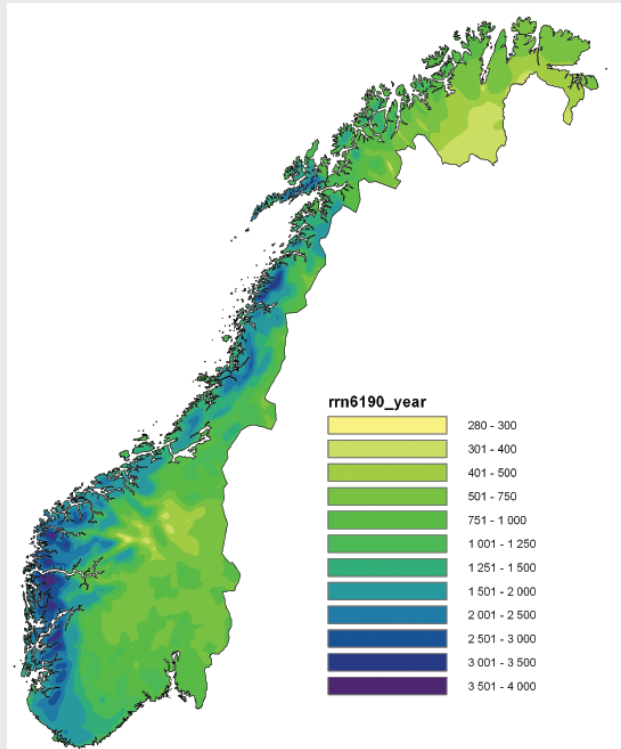 rrn6190_year
280 - 300
301 - 400
401 - 500
501 - 750
751 - 1 000
1 001 - 1 250
1 251 - 1 500
1 501 - 2 000
2 001 - 2 500
2 501 - 3 000
3 001 - 3 500
3 501 - 4 000